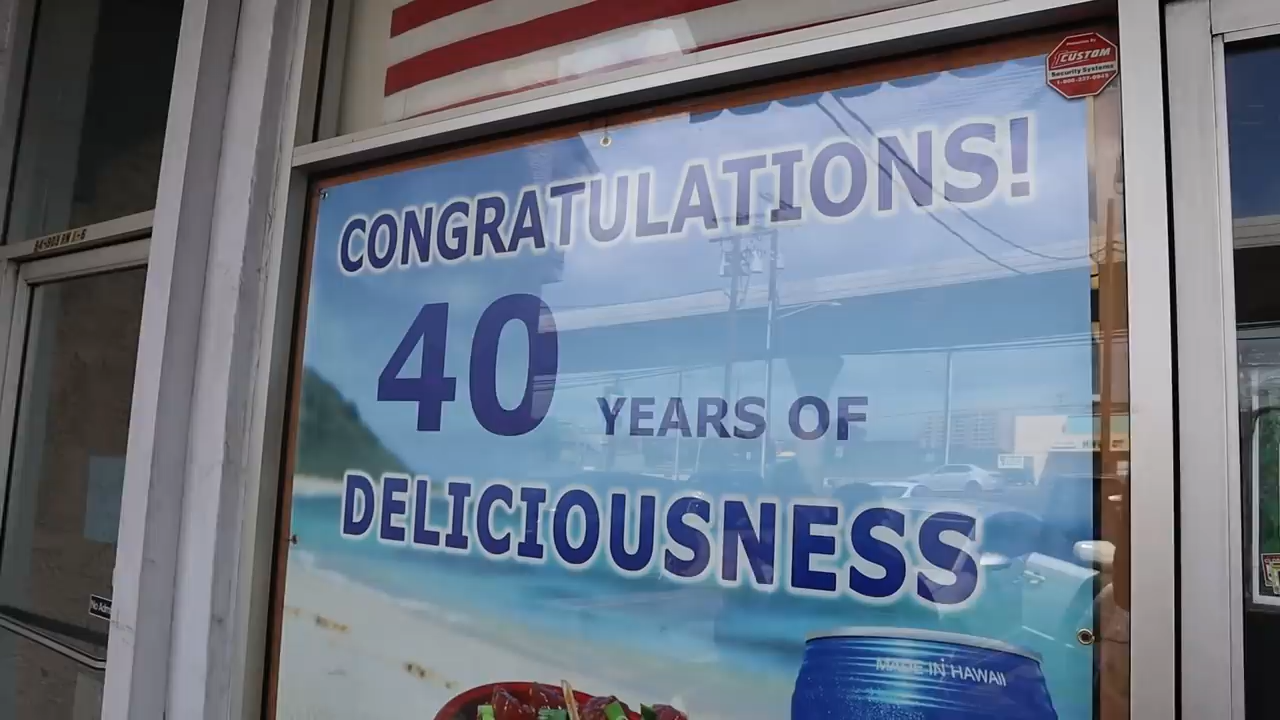 CUSTOM
Security Systems
CONGRATULATIONS!
40 YEARS OF
DELICIOUSNESS
MADE IN HAWAII